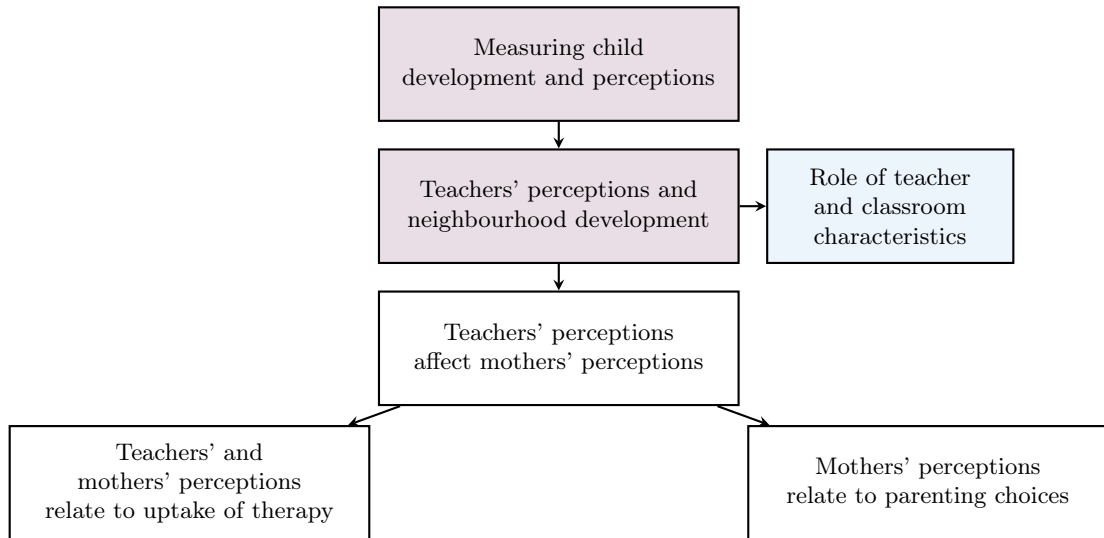 Measuring child
development and perceptions
Teachers’ perceptions and
neighbourhood development
Role of teacher
and classroom
characteristics
Teachers’ perceptions
affect mothers’ perceptions
Teachers’ and
mothers’ perceptions
relate to uptake of therapy
Mothers’ perceptions
relate to parenting choices